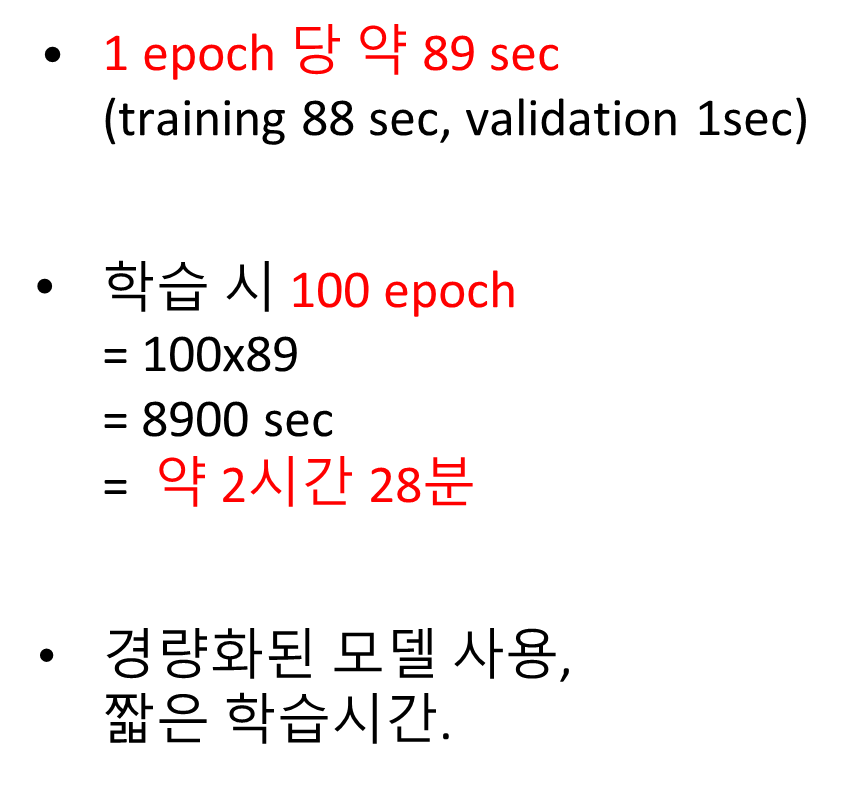 • 1 epoch 당 약 89 sec
(training 88 sec, validation 1sec)
• 학습 시 100 epoch
= 100x89
= 8900 sec
= 약 2시간 28분
• 경량화된 모델 사용,
짧은 학습시간.